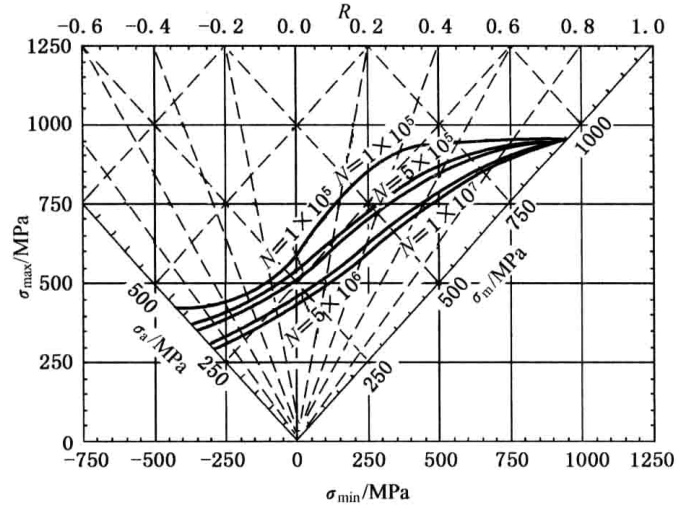 −0.6 −0.4 −0.2 0.0 0.2 0.4 0.6 0.8 1.0
R
1250
1000
750
500
250
0
σmax/MPa
−750 −500 −250 0 250 500 750 1000 1250
σmin/MPa
N=1×10⁵
N=1×10⁵
N=5×10⁵
N=1×10⁷
N=5×10⁶
500
σa/MPa
250
1000
750
σm/MPa
500
250